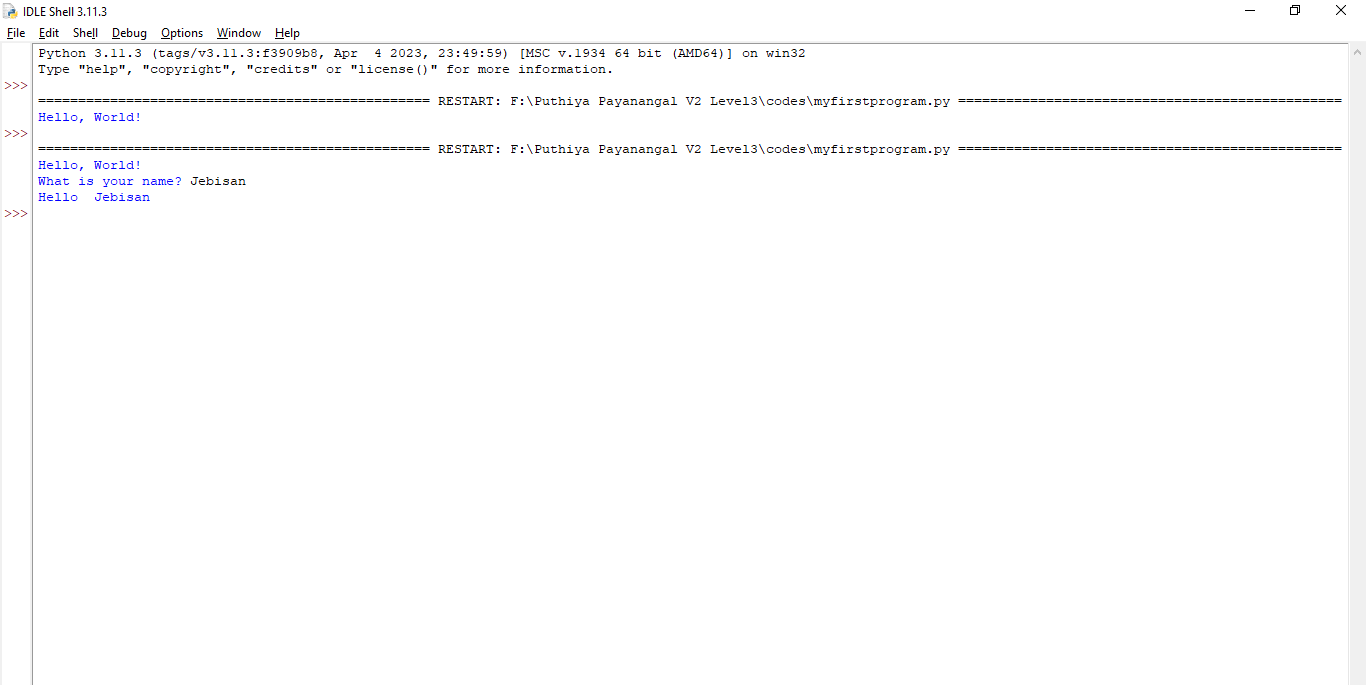 IDLE Shell 3.11.3
File Edit Shell Debug Options Window Help
Python 3.11.3 (tags/v3.11.3:f3909b8, Apr  4 2023, 23:49:59) [MSC v.1934 64 bit (AMD64)] on win32
Type "help", "copyright", "credits" or "license()" for more information.
>>>
================================================= RESTART: F:\Puthiya Payanangal V2 Level3\codes\myfirstprogram.py ================================================
Hello, World!
>>>
================================================= RESTART: F:\Puthiya Payanangal V2 Level3\codes\myfirstprogram.py ================================================
Hello, World!
What is your name? Jebisan
Hello  Jebisan
>>>